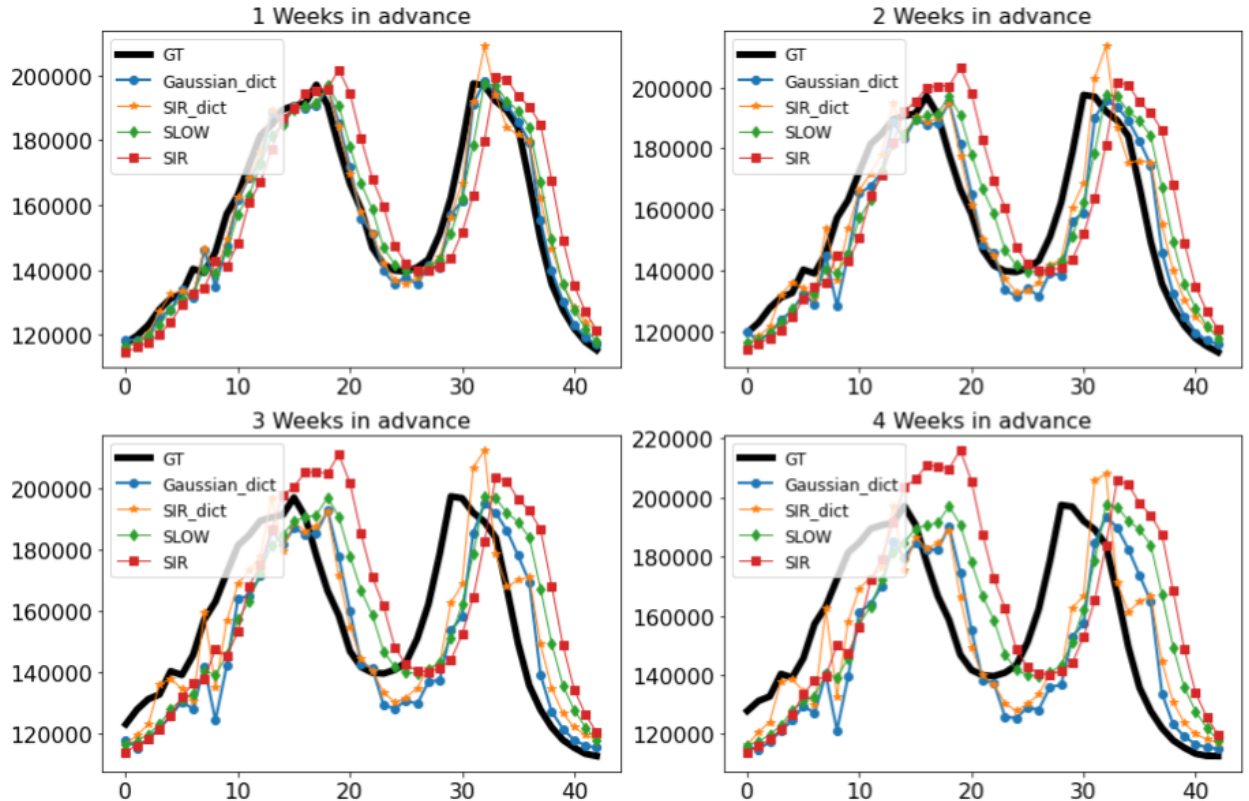 1 Weeks in advance
GT
Gaussian_dict
SIR_dict
SLOW
SIR
200000
180000
160000
140000
120000
0 10 20 30 40
2 Weeks in advance
GT
Gaussian_dict
SIR_dict
SLOW
SIR
200000
180000
160000
140000
120000
0 10 20 30 40
3 Weeks in advance
GT
Gaussian_dict
SIR_dict
SLOW
SIR
200000
180000
160000
140000
120000
0 10 20 30 40
4 Weeks in advance
GT
Gaussian_dict
SIR_dict
SLOW
SIR
220000
200000
180000
160000
140000
120000
0 10 20 30 40